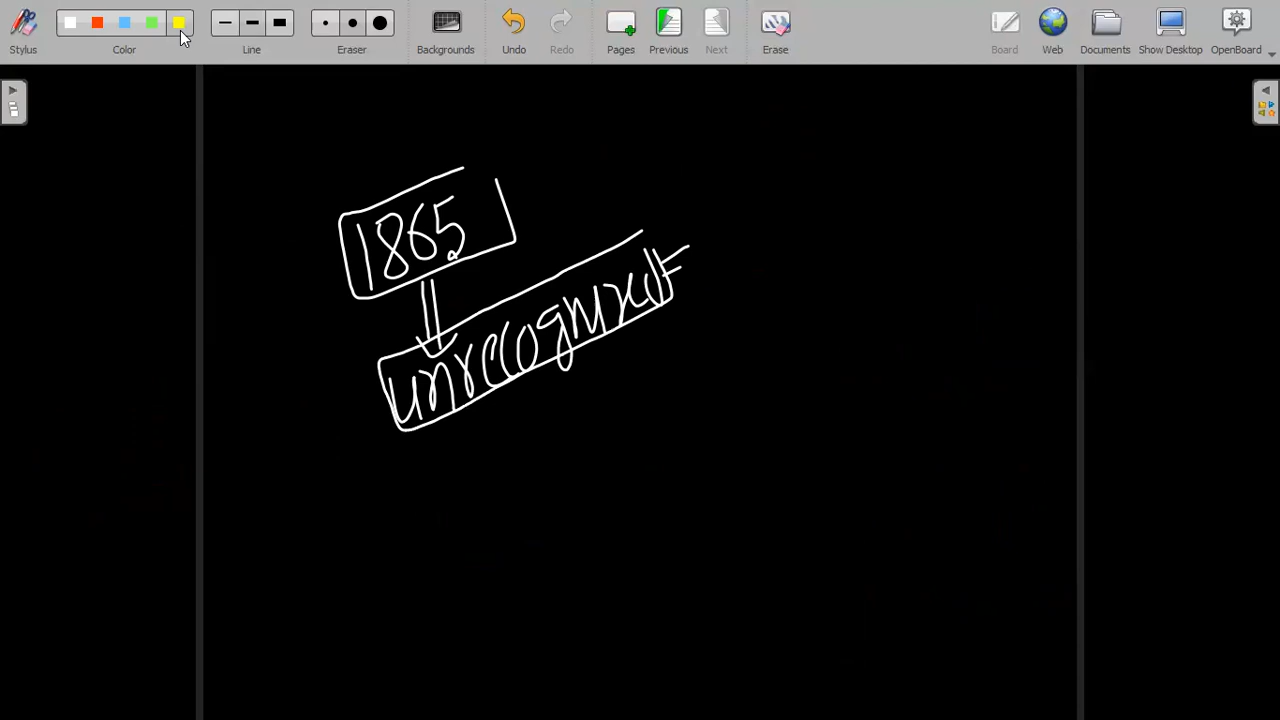 Stylus
Color
Line
Eraser
Backgrounds
Undo
Redo
Pages
Previous
Next
Erase
Board
Web
Documents
Show Desktop
OpenBoard
1865
unrecognized